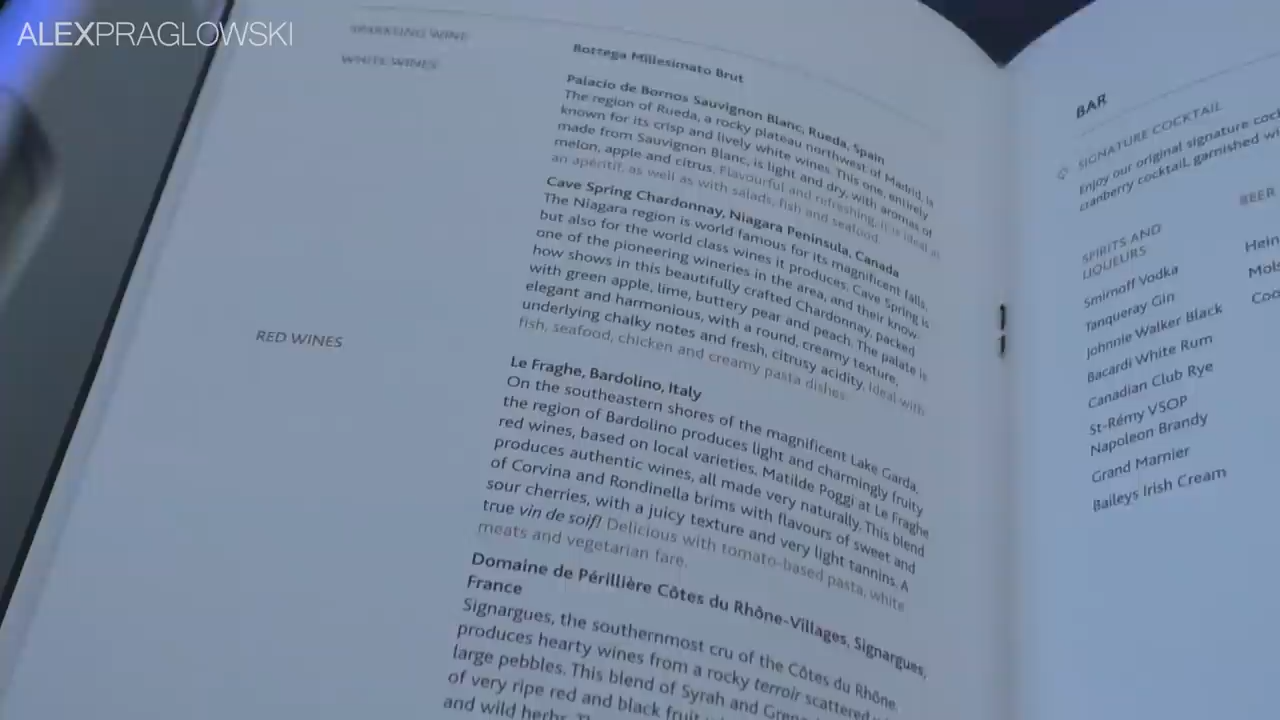 ALEXPRAGLOWSKI
SPARKLING WINE
Bottega Millesimato Brut
WHITE WINES
Palacio de Bornos Sauvignon Blanc, Rueda, Spain
The region of Rueda, a rocky plateau northwest of Madrid, is
known for its crisp and lively white wines. This one, entirely
made from Sauvignon Blanc, is light and dry, with aromas of
melon, apple and citrus. Flavourful and refreshing, it is ideal as
an apéritif, as well as with salads, fish and seafood.
Cave Spring Chardonnay, Niagara Peninsula, Canada
The Niagara region is world famous for its magnificent falls,
but also for the world class wines it produces. Cave Spring is
one of the pioneering wineries in the area, and their know-
how shows in this beautifully crafted Chardonnay, packed
with green apple, lime, buttery pear and peach. The palate is
elegant and harmonious, with a round, creamy texture,
underlying chalky notes and fresh, citrusy acidity. Ideal with
fish, seafood, chicken and creamy pasta dishes.
RED WINES
Le Fraghe, Bardolino, Italy
On the southeastern shores of the magnificent Lake Garda,
the region of Bardolino produces light and charmingly fruity
red wines, based on local varieties. Matilde Poggi at Le Fraghe
produces authentic wines, all made very naturally. This blend
of Corvina and Rondinella brims with flavours of sweet and
sour cherries, with a juicy texture and very light tannins. A
true vin de soif! Delicious with tomato-based pasta, white
meats and vegetarian fare.
Domaine de Périllière Côtes du Rhône-Villages, Signargues,
France
Signargues, the southernmost cru of the Côtes du Rhône
produces hearty wines from a rocky terroir scattered
large pebbles. This blend of Syrah and
of very ripe red and black fruit
and wild herbs.
BAR
SIGNATURE COCKTAIL
Enjoy our original signature
cranberry cocktail, garnished
SPIRITS AND
LIQUEURS
Smirnoff Vodka
Tanqueray Gin
Johnnie Walker Black
Bacardi White Rum
Canadian Club Rye
St-Rémy VSOP
Napoleon Brandy
Grand Marnier
Baileys Irish Cream
BEER